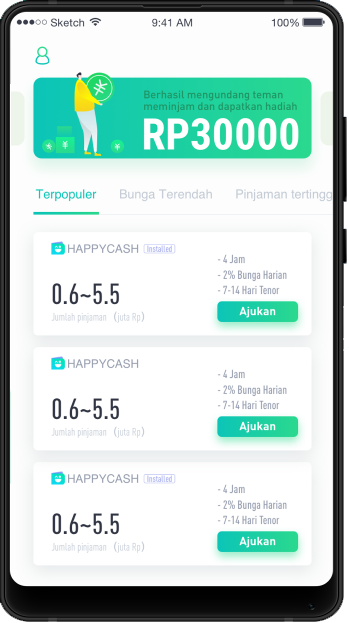 Sketch 9:41 AM 100%
Berhasil mengundang teman
meminjam dan dapatkan hadiah
RP30000
Terpopuler Bunga Terendah Pinjaman tertingg
HAPPYCASH Installed
- 4 Jam
0.6~5.5
- 2% Bunga Harian
- 7-14 Hari Tenor
Jumlah pinjaman (juta Rp)
Ajukan
HAPPYCASH
- 4 Jam
0.6~5.5
- 2% Bunga Harian
- 7-14 Hari Tenor
Jumlah pinjaman (juta Rp)
Ajukan
HAPPYCASH Installed
- 4 Jam
0.6~5.5
- 2% Bunga Harian
- 7-14 Hari Tenor
Jumlah pinjaman (juta Rp)
Ajukan